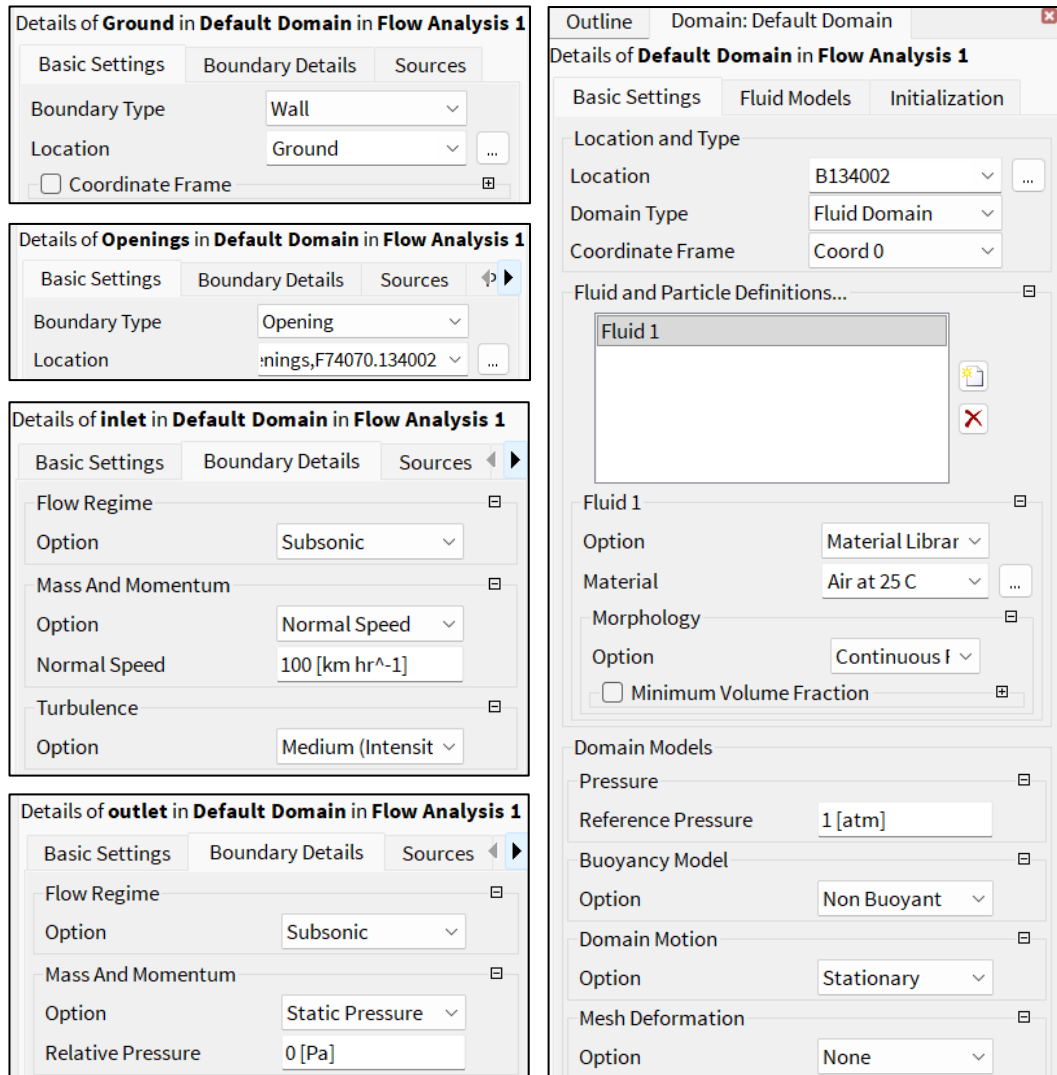 Details of Ground in Default Domain in Flow Analysis 1
Basic Settings Boundary Details Sources
Boundary Type Wall
Location Ground ...
Coordinate Frame
Details of Openings in Default Domain in Flow Analysis 1
Basic Settings Boundary Details Sources
Boundary Type Opening
Location enings,F74070.134002 ...
Details of inlet in Default Domain in Flow Analysis 1
Basic Settings Boundary Details Sources
Flow Regime
Option Subsonic
Mass And Momentum
Option Normal Speed
Normal Speed 100 [km hr^-1]
Turbulence
Option Medium (Intensit
Details of outlet in Default Domain in Flow Analysis 1
Basic Settings Boundary Details Sources
Flow Regime
Option Subsonic
Mass And Momentum
Option Static Pressure
Relative Pressure 0 [Pa]
Outline Domain: Default Domain
Details of Default Domain in Flow Analysis 1
Basic Settings Fluid Models Initialization
Location and Type
Location B134002 ...
Domain Type Fluid Domain
Coordinate Frame Coord 0
Fluid and Particle Definitions...
Fluid 1
Fluid 1
Option Material Librar
Material Air at 25 C ...
Morphology
Option Continuous F
Minimum Volume Fraction
Domain Models
Pressure
Reference Pressure 1 [atm]
Buoyancy Model
Option Non Buoyant
Domain Motion
Option Stationary
Mesh Deformation
Option None